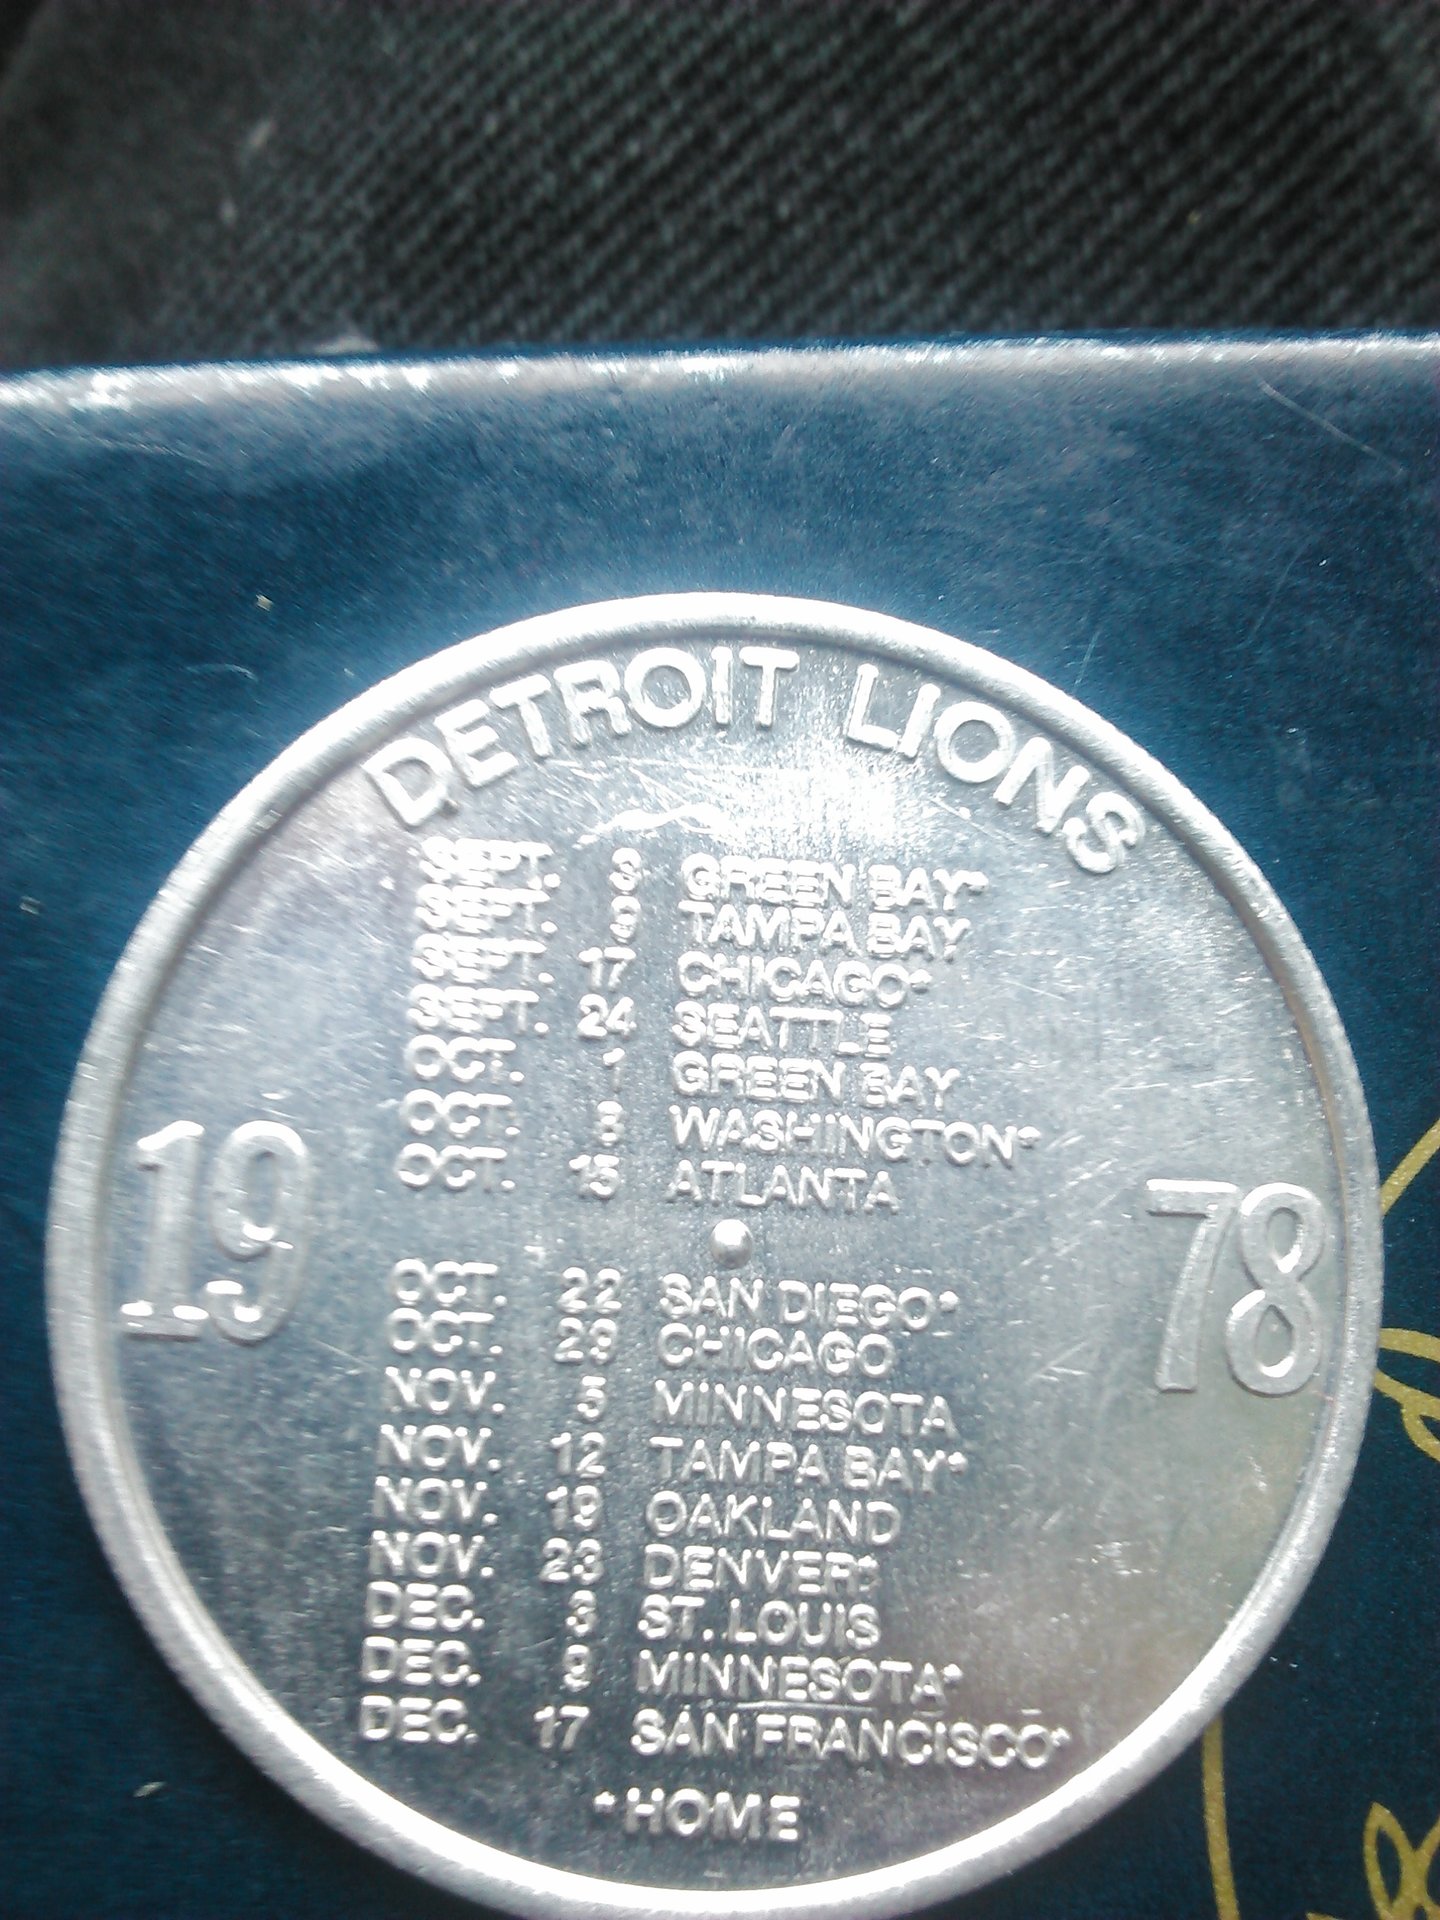 DETROIT LIONS
SEPT. 3 GREEN BAY*
SEPT. 9 TAMPA BAY
SEPT. 17 CHICAGO*
SEPT. 24 SEATTLE
OCT. 1 GREEN BAY
OCT. 8 WASHINGTON*
OCT. 15 ATLANTA
19 78
OCT. 22 SAN DIEGO*
OCT. 29 CHICAGO
NOV. 5 MINNESOTA
NOV. 12 TAMPA BAY*
NOV. 19 OAKLAND
NOV. 23 DENVER*
DEC. 3 ST. LOUIS
DEC. 9 MINNESOTA*
DEC. 17 SAN FRANCISCO*
*HOME